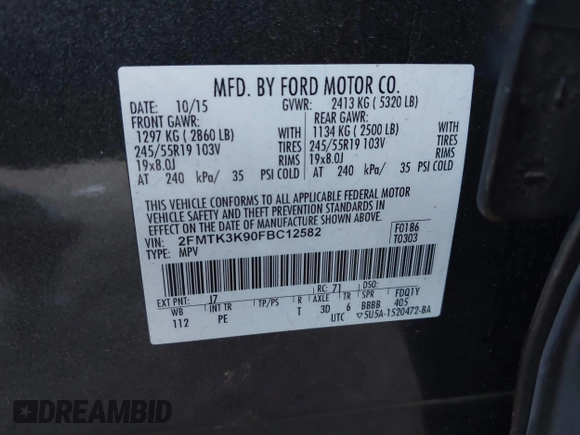 MFD. BY FORD MOTOR CO.
DATE: 10/15 GVWR: 2413 KG ( 5320 LB)
FRONT GAWR: REAR GAWR:
1297 KG ( 2860 LB) WITH 1134 KG ( 2500 LB) WITH
245/55R19 103V TIRES 245/55R19 103V TIRES
19x8.0J RIMS 19x8.0J RIMS
AT 240 kPa/ 35 PSI COLD AT 240 kPa/ 35 PSI COLD
THIS VEHICLE CONFORMS TO ALL APPLICABLE FEDERAL MOTOR
VEHICLE SAFETY AND THEFT PREVENTION STANDARDS IN
EFFECT ON THE DATE OF MANUFACTURE SHOWN ABOVE.
VIN: 2FMTK3K90FBC12582 F0186
TYPE: MPV T0303
EXT PNT: J7 RC: 71 DSO:
WB INT TR TP/PS R AXLE TR SPR FDQ1Y
112 PE T 3D 6 BBBB 405
UTC ▽5U5A-1520472-BA
DREAMBID